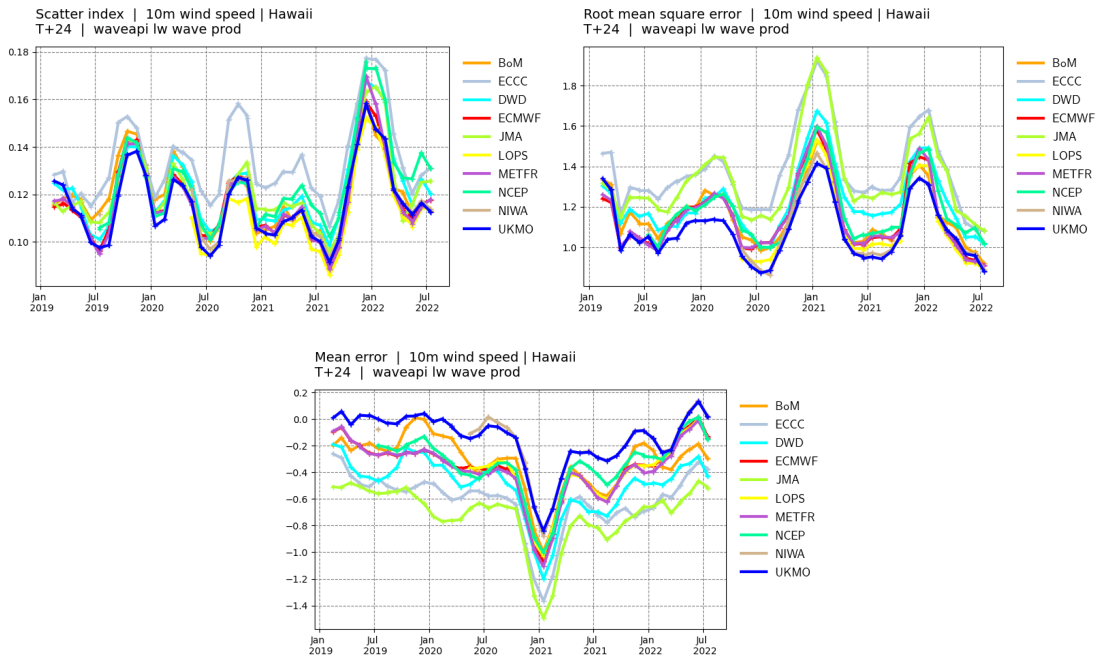 Scatter index | 10m wind speed | Hawaii
T+24 | waveapi lw wave prod
0.18
0.16
0.14
0.12
0.10
Jan 2019
Jul
Jan 2020
Jul
Jan 2021
Jul
Jan 2022
Jul 2022
BoM
ECCC
DWD
ECMWF
JMA
LOPS
METFR
NCEP
NIWA
UKMO
Root mean square error | 10m wind speed | Hawaii
T+24 | waveapi lw wave prod
1.8
1.6
1.4
1.2
1.0
Jan 2019
Jul
Jan 2020
Jul
Jan 2021
Jul
Jan 2022
Jul 2022
BoM
ECCC
DWD
ECMWF
JMA
LOPS
METFR
NCEP
NIWA
UKMO
Mean error | 10m wind speed | Hawaii
T+24 | waveapi lw wave prod
0.2
0.0
−0.2
−0.4
−0.6
−0.8
−1.0
−1.2
−1.4
Jan 2019
Jul 2019
Jan 2020
Jul 2020
Jan 2021
Jul 2021
Jan 2022
Jul 2022
BoM
ECCC
DWD
ECMWF
JMA
LOPS
METFR
NCEP
NIWA
UKMO